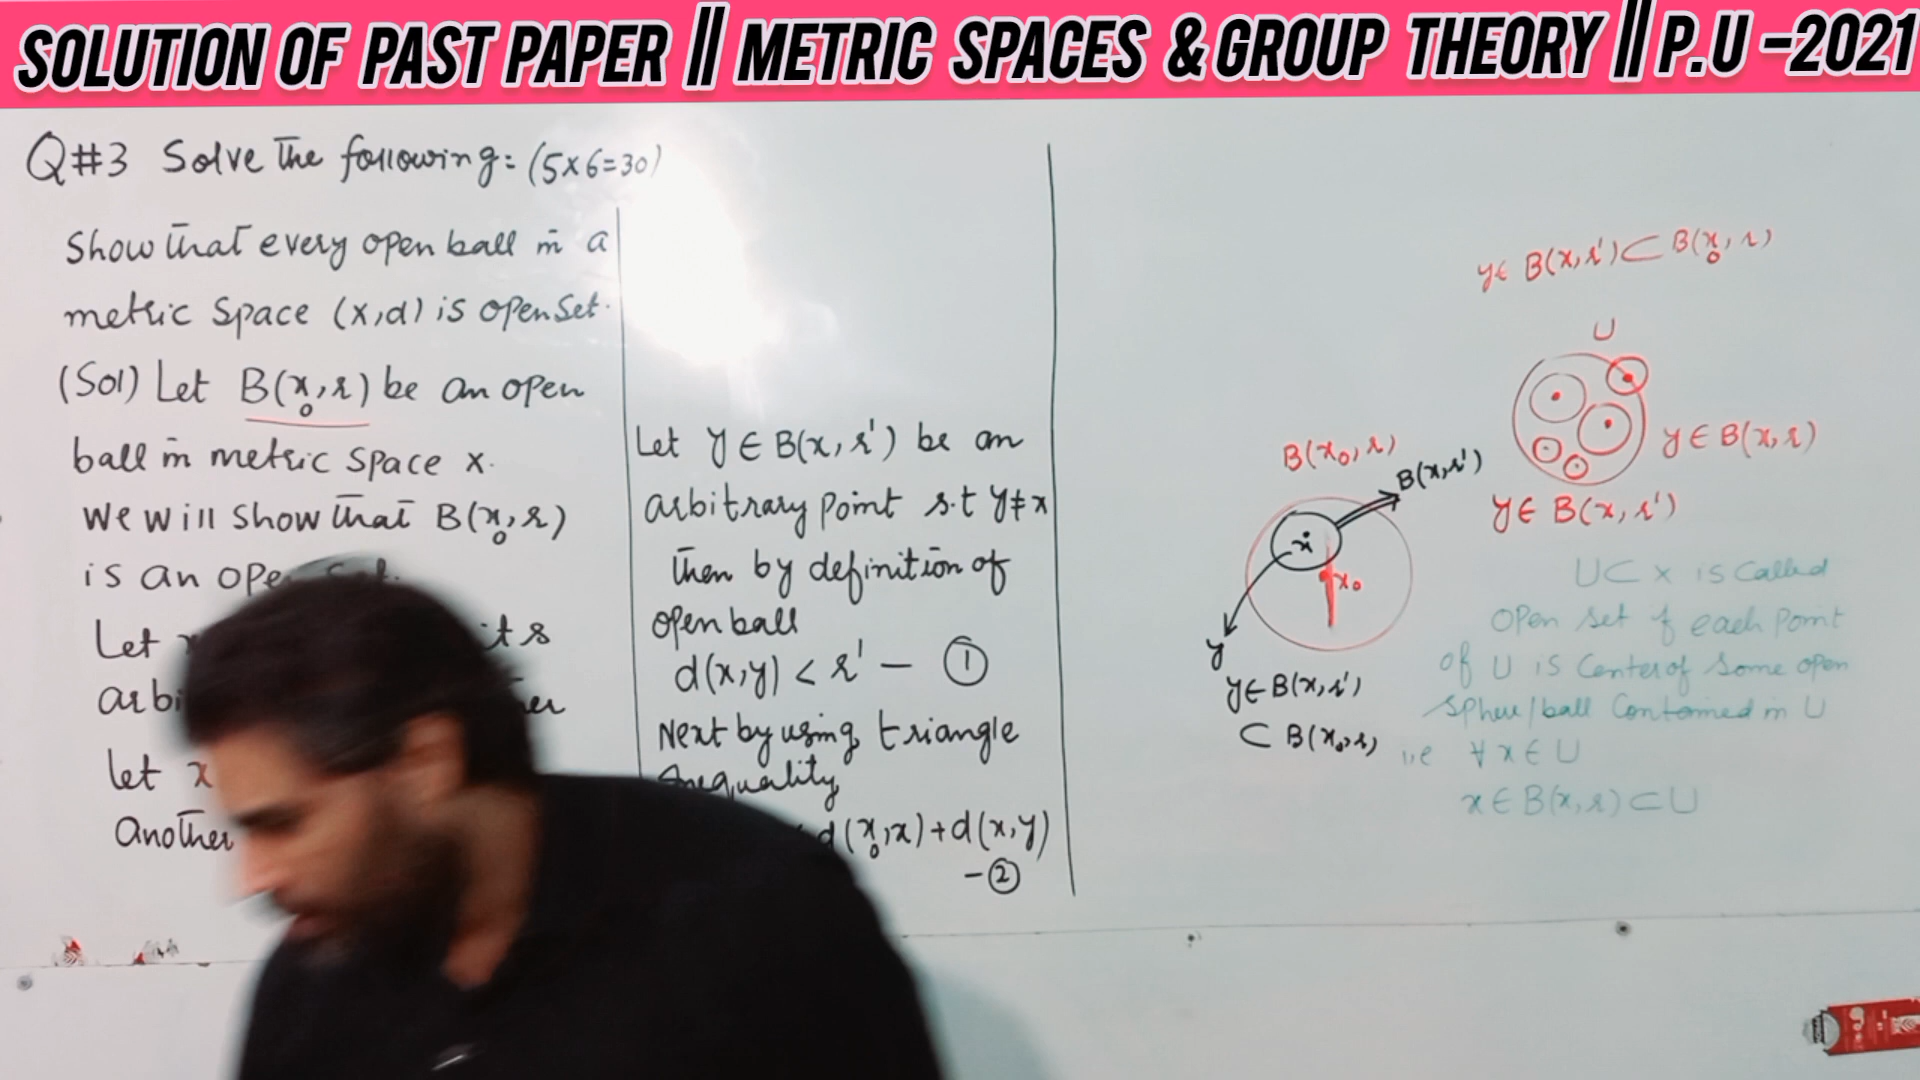 SOLUTION OF PAST PAPER || METRIC SPACES & GROUP THEORY || P.U -2021
Q#3 Solve the following: (5x6=30)
Show that every open ball in a
metric space (x,d) is open set.
(Sol) Let B(x₀,r) be an open
ball in metric space x.
we will show that B(x₀,r)
is an open set.
Let
arbi
let x
Another
Let y ∈ B(x, r') be an
arbitrary point s.t y ≠ x
then by definition of
open ball
d(x,y) < r' — ①
Next by using triangle
inequality
d(x₀,x)+d(x,y)
-②
y∈ B(x,r') ⊂ B(x₀, r)
U
y ∈ B(x,r)
y∈ B(x,r')
B(x₀,r)
B(x,r')
x
x₀
y
y∈ B(x,r')
⊂ B(x₀,r)
U⊂ x is called
open set if each point
of U is center of some open
sphere/ball contained in U
i.e ∀ x ∈ U
x ∈ B(x,r) ⊂ U